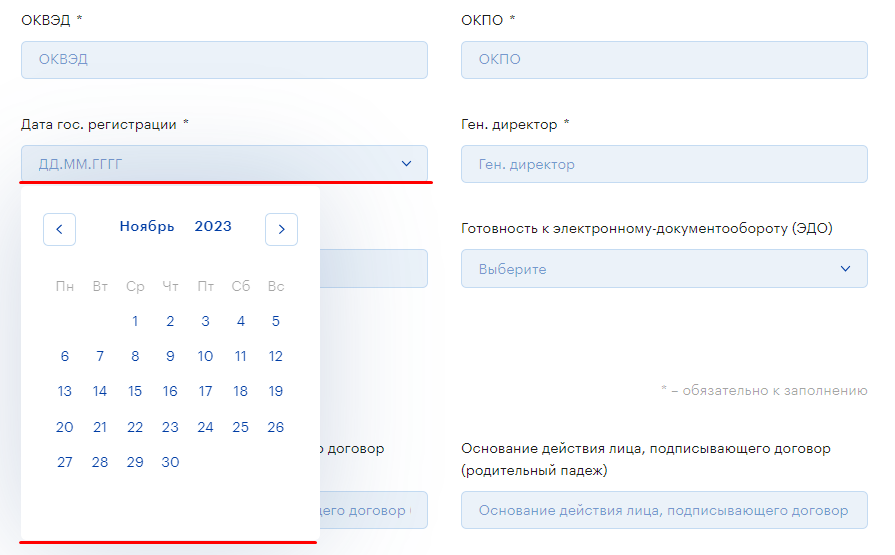 ОКВЭД *
ОКПО *
ОКВЭД
ОКПО
Дата гос. регистрации *
Ген. директор *
ДД.ММ.ГГГГ
Ген. директор
Ноябрь 2023
Готовность к электронному-документообороту (ЭДО)
Выберите
Пн Вт Ср Чт Пт Сб Вс
1 2 3 4 5
6 7 8 9 10 11 12
13 14 15 16 17 18 19
20 21 22 23 24 25 26
27 28 29 30
* – обязательно к заполнению
о договор
Основание действия лица, подписывающего договор
(родительный падеж)
щего договор (
Основание действия лица, подписывающего договор